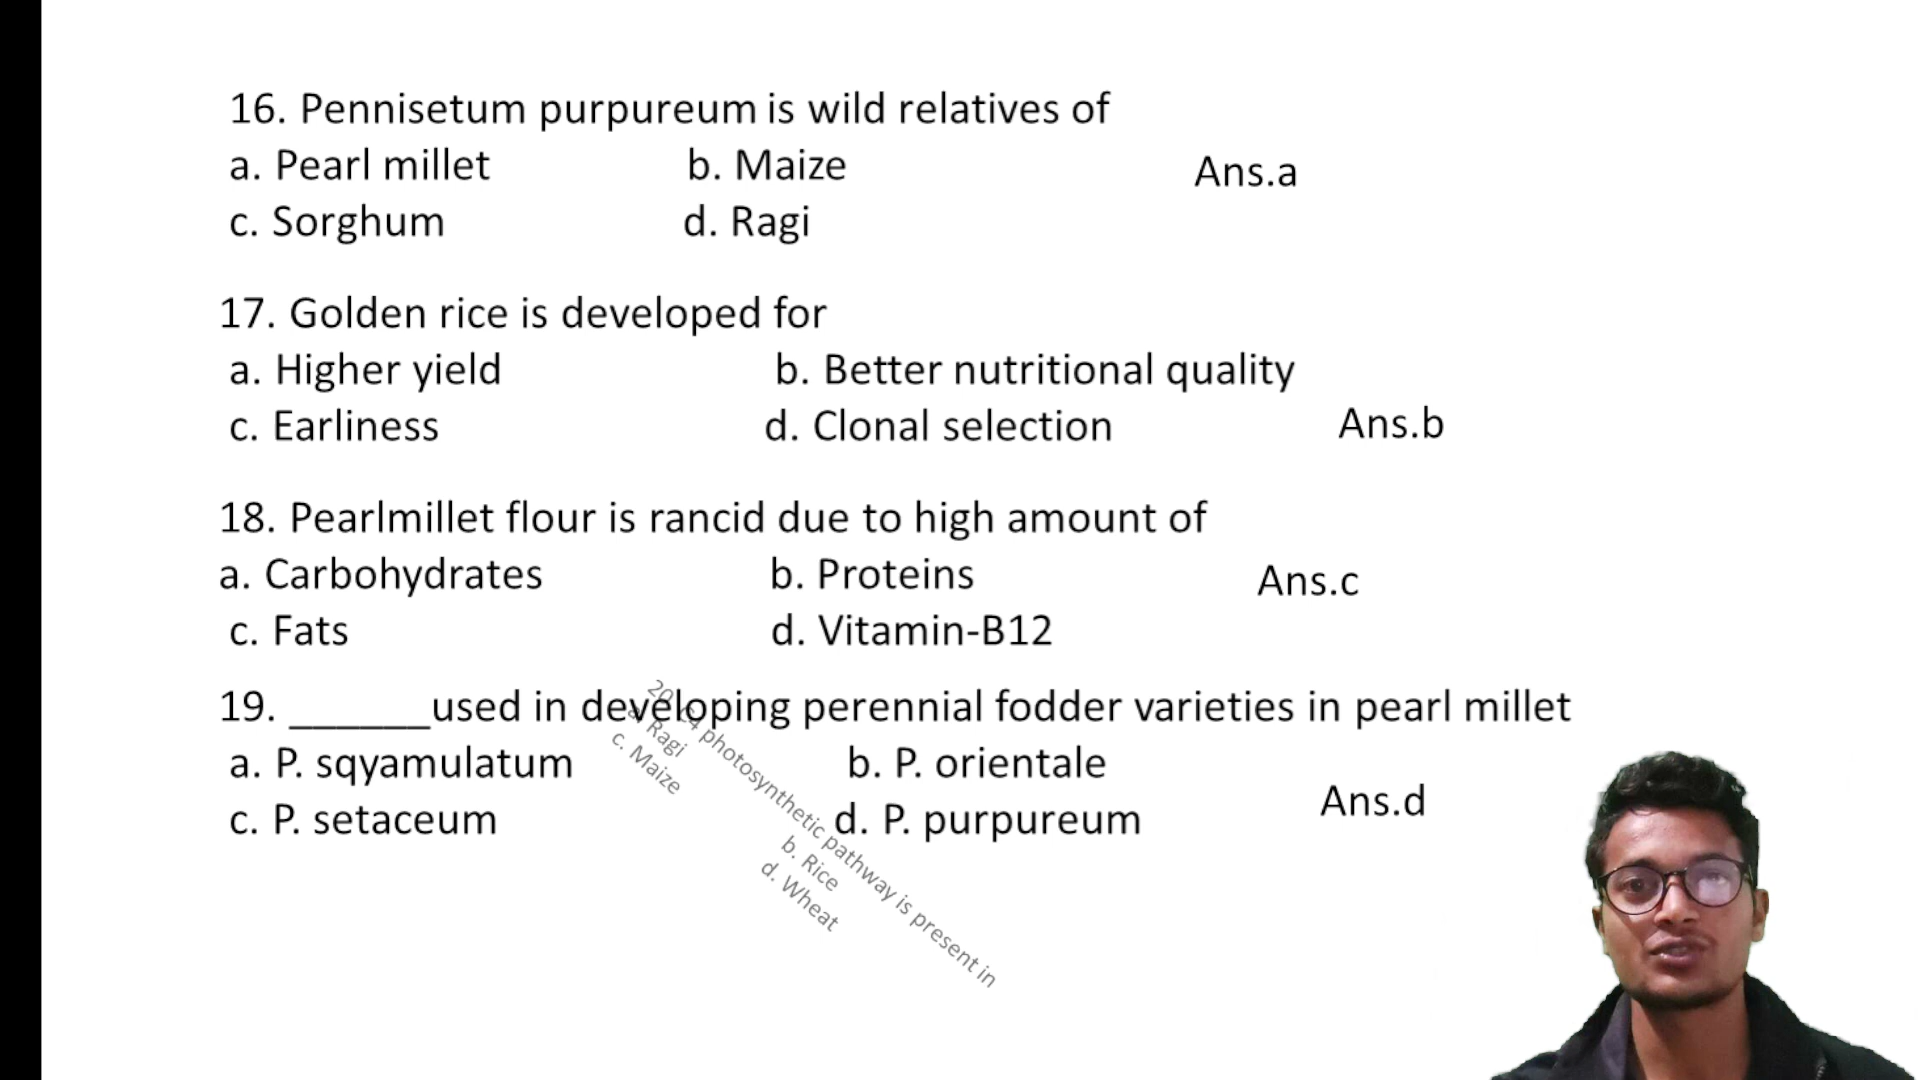 16. Pennisetum purpureum is wild relatives of
a. Pearl millet b. Maize
Ans.a
c. Sorghum d. Ragi
17. Golden rice is developed for
a. Higher yield b. Better nutritional quality
c. Earliness d. Clonal selection
Ans.b
18. Pearlmillet flour is rancid due to high amount of
a. Carbohydrates b. Proteins
Ans.c
c. Fats d. Vitamin-B12
19. ______used in developing perennial fodder varieties in pearl millet
a. P. sqyamulatum b. P. orientale
Ans.d
c. P. setaceum d. P. purpureum
20. C4 photosynthetic pathway is present in
a. Ragi b. Rice
c. Maize d. Wheat